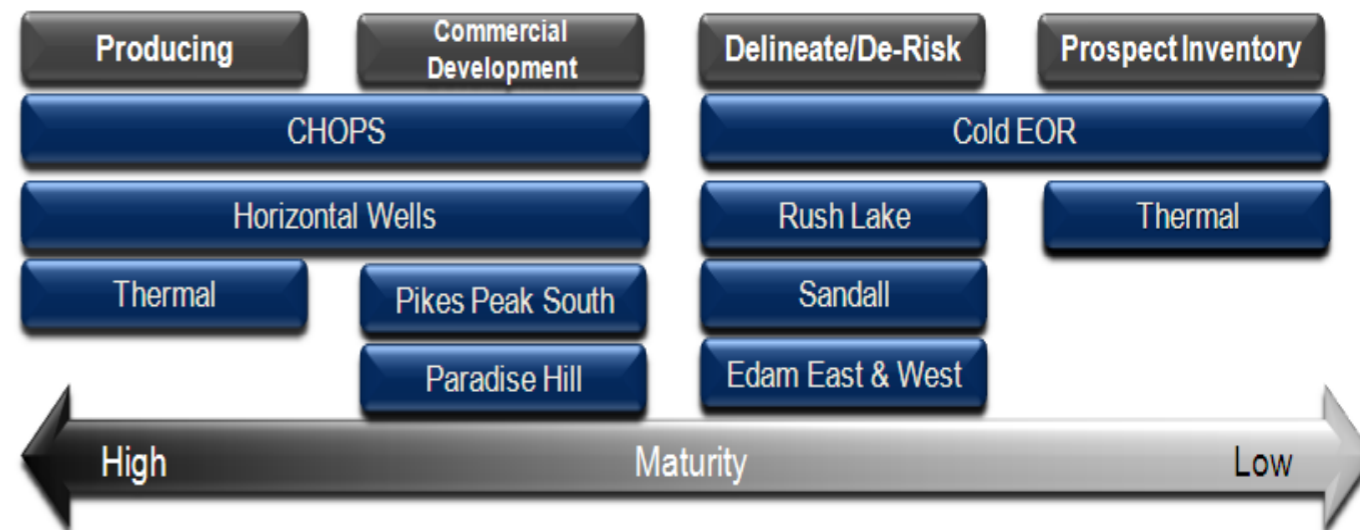 Producing
Commercial
Development
Delineate/De-Risk
Prospect Inventory
CHOPS
Cold EOR
Horizontal Wells
Rush Lake
Thermal
Thermal
Pikes Peak South
Sandall
Paradise Hill
Edam East & West
High
Maturity
Low